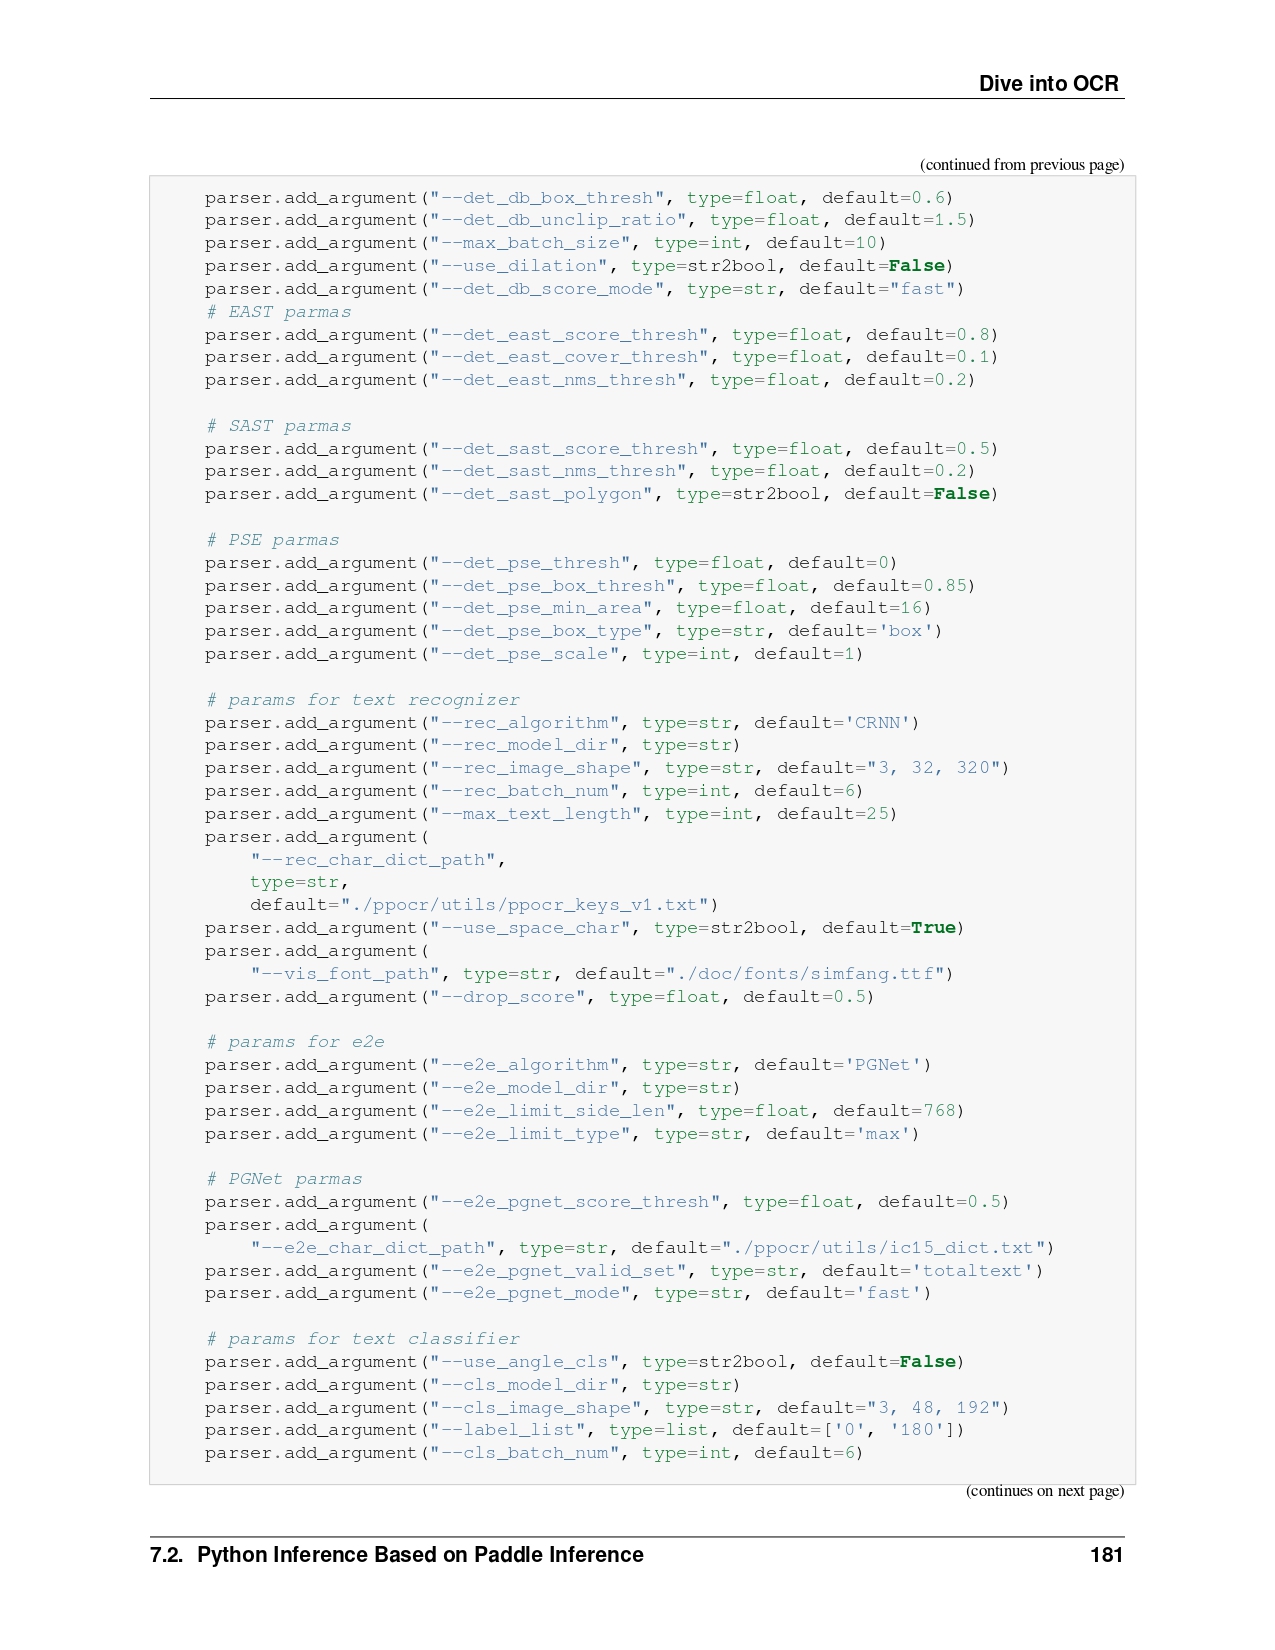 Dive into OCR
(continued from previous page)
parser.add_argument("--det_db_box_thresh", type=float, default=0.6)
parser.add_argument("--det_db_unclip_ratio", type=float, default=1.5)
parser.add_argument("--max_batch_size", type=int, default=10)
parser.add_argument("--use_dilation", type=str2bool, default=False)
parser.add_argument("--det_db_score_mode", type=str, default="fast")
# EAST parmas
parser.add_argument("--det_east_score_thresh", type=float, default=0.8)
parser.add_argument("--det_east_cover_thresh", type=float, default=0.1)
parser.add_argument("--det_east_nms_thresh", type=float, default=0.2)

# SAST parmas
parser.add_argument("--det_sast_score_thresh", type=float, default=0.5)
parser.add_argument("--det_sast_nms_thresh", type=float, default=0.2)
parser.add_argument("--det_sast_polygon", type=str2bool, default=False)

# PSE parmas
parser.add_argument("--det_pse_thresh", type=float, default=0)
parser.add_argument("--det_pse_box_thresh", type=float, default=0.85)
parser.add_argument("--det_pse_min_area", type=float, default=16)
parser.add_argument("--det_pse_box_type", type=str, default='box')
parser.add_argument("--det_pse_scale", type=int, default=1)

# params for text recognizer
parser.add_argument("--rec_algorithm", type=str, default='CRNN')
parser.add_argument("--rec_model_dir", type=str)
parser.add_argument("--rec_image_shape", type=str, default="3, 32, 320")
parser.add_argument("--rec_batch_num", type=int, default=6)
parser.add_argument("--max_text_length", type=int, default=25)
parser.add_argument(
    "--rec_char_dict_path",
    type=str,
    default="./ppocr/utils/ppocr_keys_v1.txt")
parser.add_argument("--use_space_char", type=str2bool, default=True)
parser.add_argument(
    "--vis_font_path", type=str, default="./doc/fonts/simfang.ttf")
parser.add_argument("--drop_score", type=float, default=0.5)

# params for e2e
parser.add_argument("--e2e_algorithm", type=str, default='PGNet')
parser.add_argument("--e2e_model_dir", type=str)
parser.add_argument("--e2e_limit_side_len", type=float, default=768)
parser.add_argument("--e2e_limit_type", type=str, default='max')

# PGNet parmas
parser.add_argument("--e2e_pgnet_score_thresh", type=float, default=0.5)
parser.add_argument(
    "--e2e_char_dict_path", type=str, default="./ppocr/utils/ic15_dict.txt")
parser.add_argument("--e2e_pgnet_valid_set", type=str, default='totaltext')
parser.add_argument("--e2e_pgnet_mode", type=str, default='fast')

# params for text classifier
parser.add_argument("--use_angle_cls", type=str2bool, default=False)
parser.add_argument("--cls_model_dir", type=str)
parser.add_argument("--cls_image_shape", type=str, default="3, 48, 192")
parser.add_argument("--label_list", type=list, default=['0', '180'])
parser.add_argument("--cls_batch_num", type=int, default=6)
(continues on next page)
7.2. Python Inference Based on Paddle Inference 181